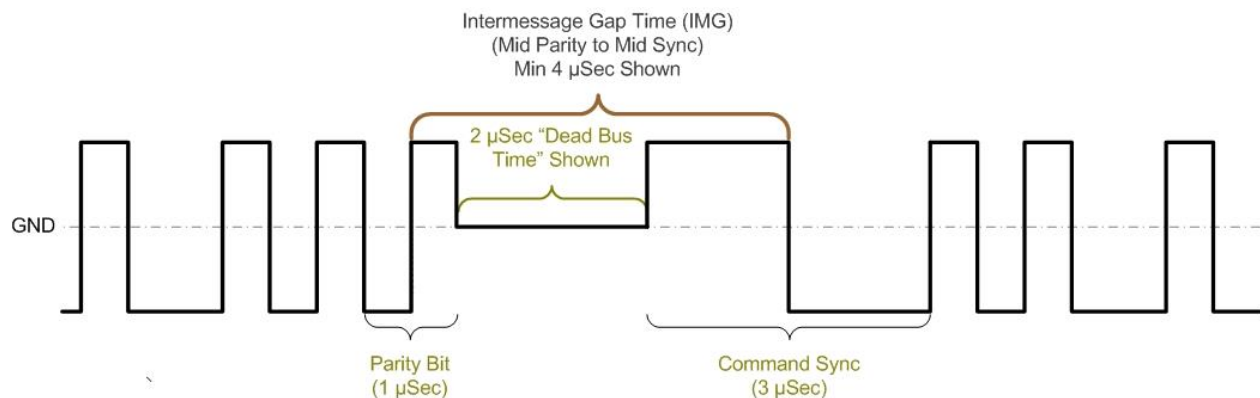 Intermessage Gap Time (IMG)
(Mid Parity to Mid Sync)
Min 4 µSec Shown
2 µSec “Dead Bus
Time” Shown
GND
Parity Bit
(1 µSec)
Command Sync
(3 µSec)